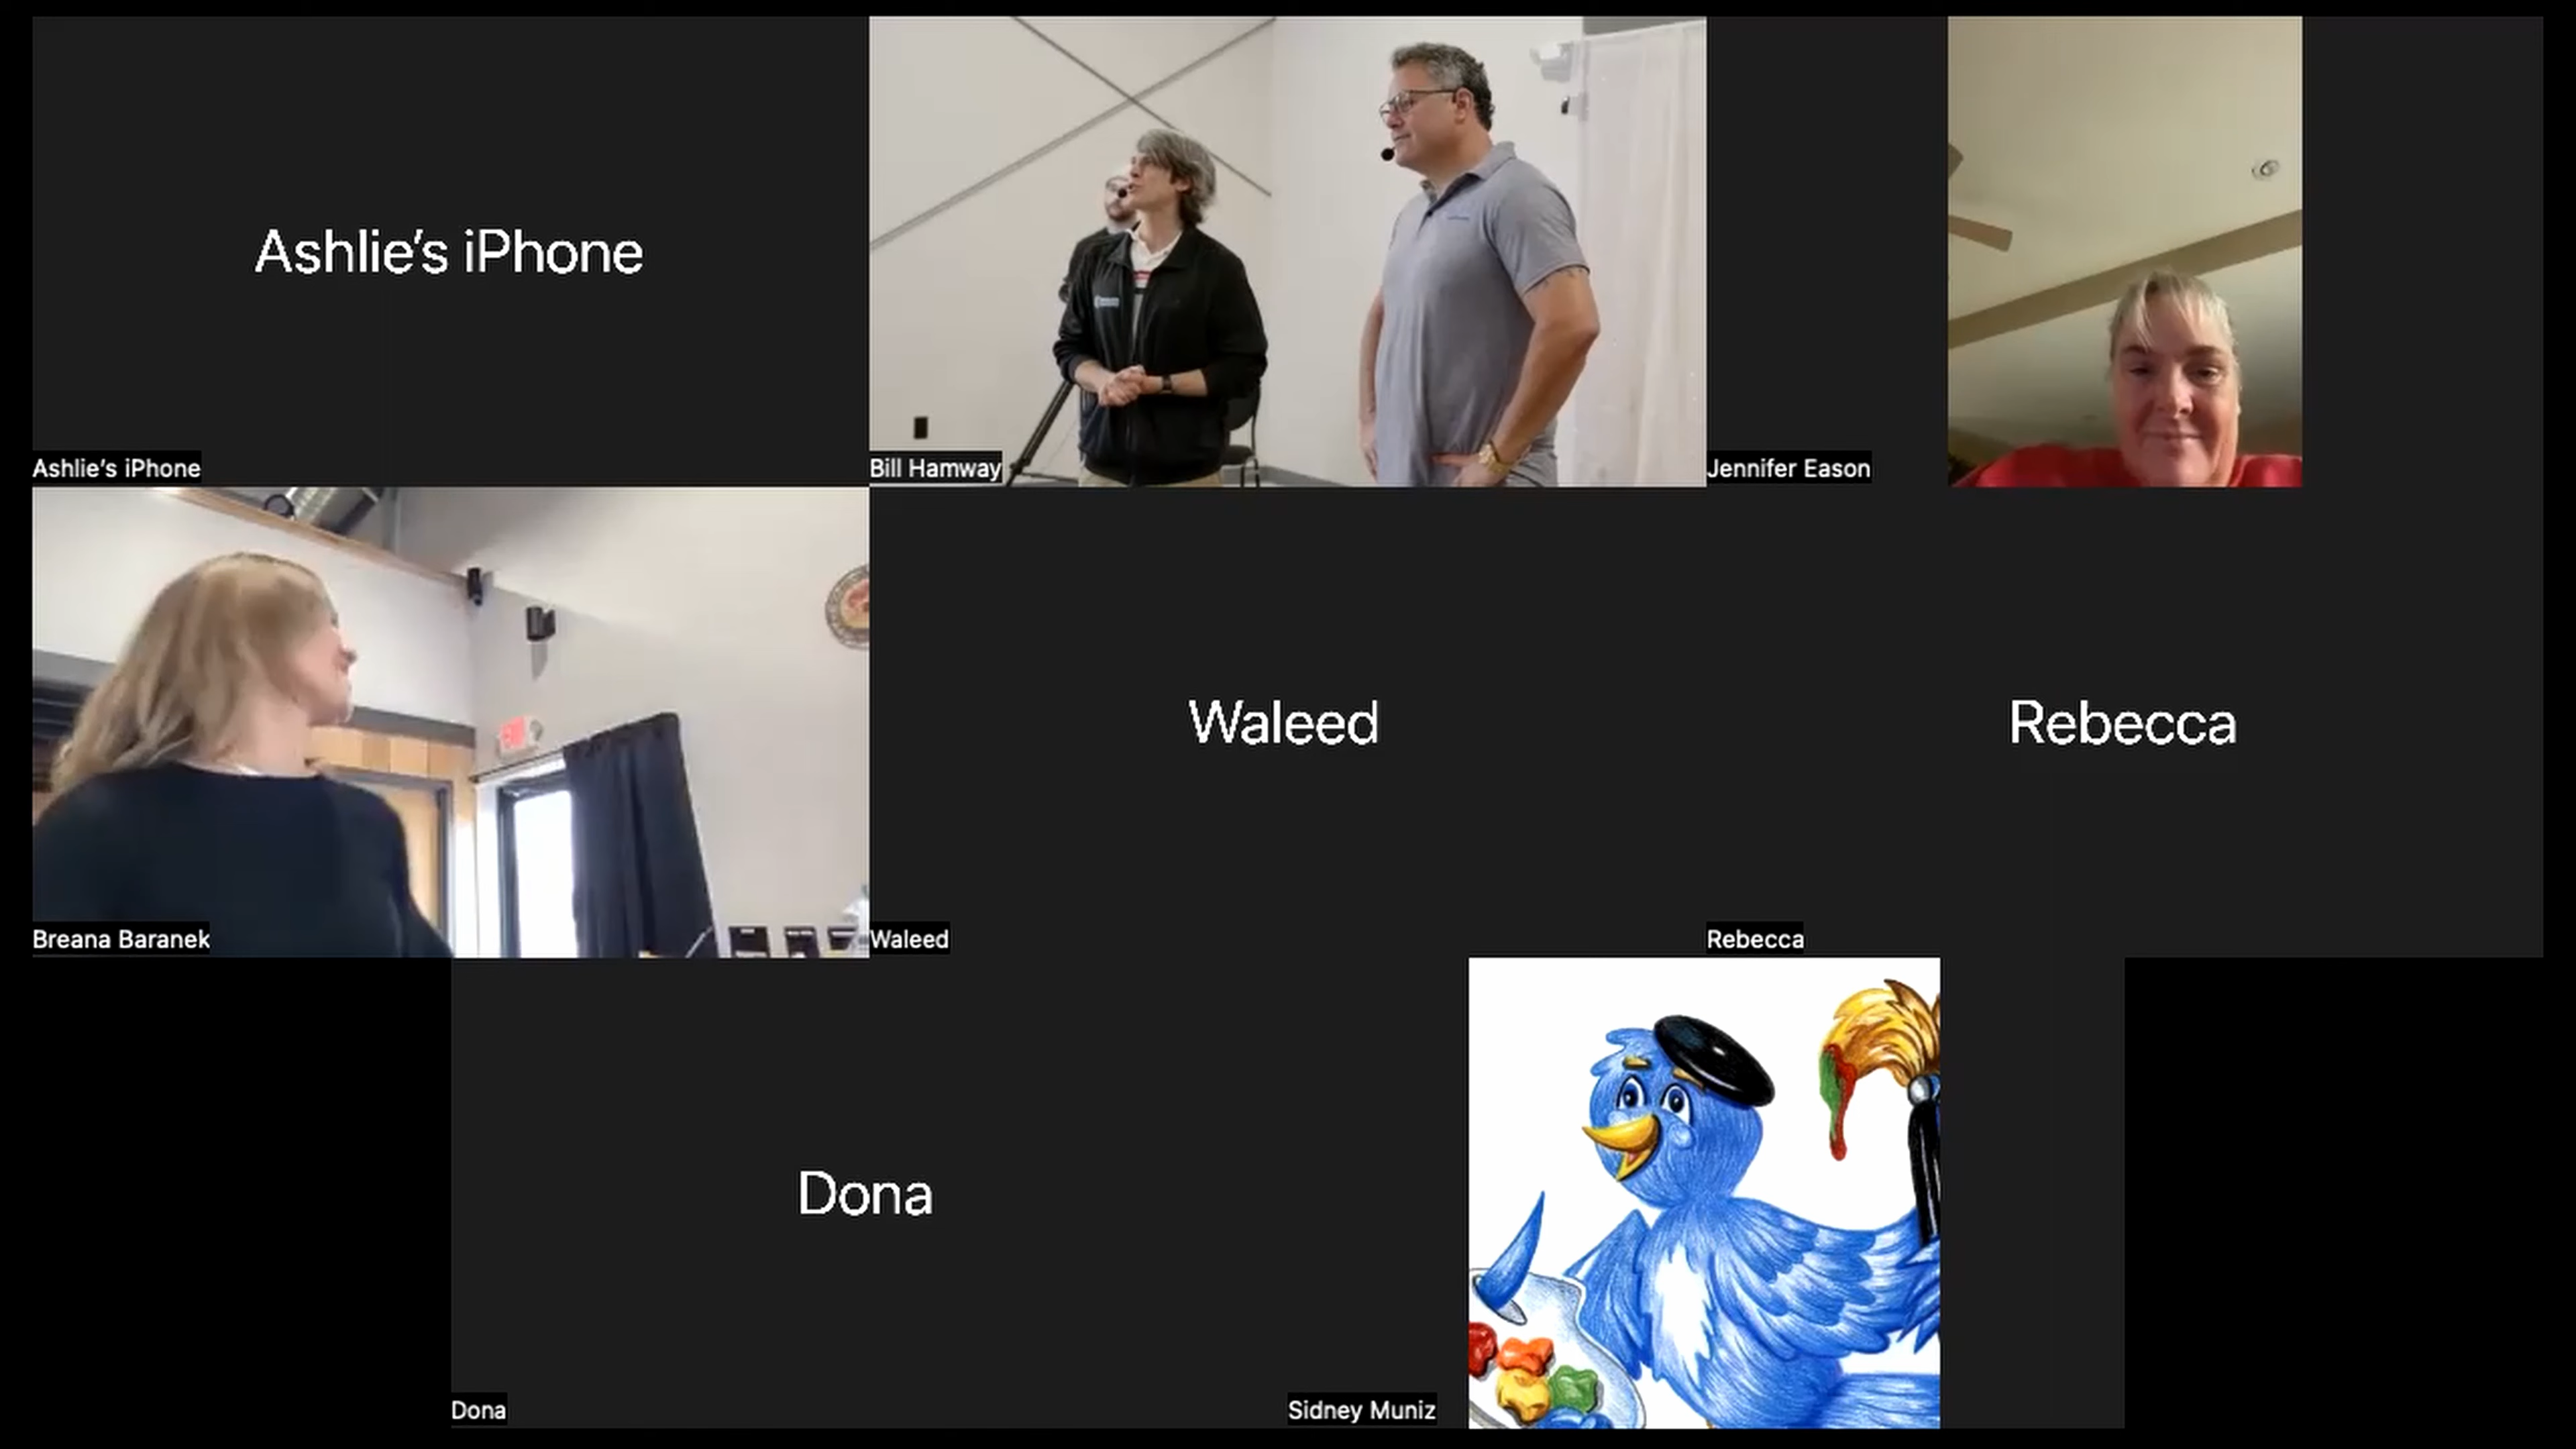 Ashlie's iPhone
Ashlie's iPhone
Bill Hamway
Jennifer Eason
Breana Baranek
Waleed
Waleed
Rebecca
Rebecca
Dona
Dona
Sidney Muniz